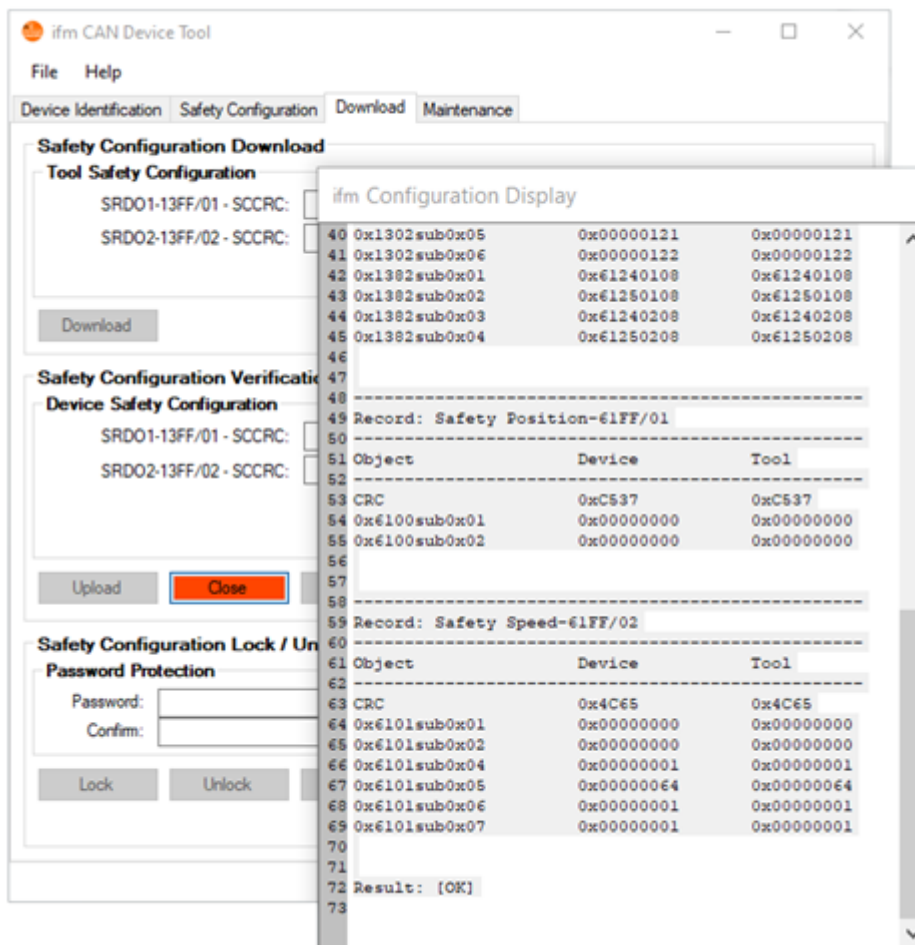 ifm CAN Device Tool
File Help
Device Identification Safety Configuration Download Maintenance
Safety Configuration Download
Tool Safety Configuration
SRDO1-13FF/01 - SCCRC:
SRDO2-13FF/02 - SCCRC:
Download
Safety Configuration Verificatio
Device Safety Configuration
SRDO1-13FF/01 - SCCRC:
SRDO2-13FF/02 - SCCRC:
Upload Close
Safety Configuration Lock / Un
Password Protection
Password:
Confirm:
Lock Unlock
ifm Configuration Display
40 0x1302sub0x05 0x00000121 0x00000121
41 0x1302sub0x06 0x00000122 0x00000122
42 0x1382sub0x01 0x61240108 0x61240108
43 0x1382sub0x02 0x61250108 0x61250108
44 0x1382sub0x03 0x61240208 0x61240208
45 0x1382sub0x04 0x61250208 0x61250208
46
47
48 --------------------------------------------------
49 Record: Safety Position-61FF/01
50 --------------------------------------------------
51 Object Device Tool
52 --------------------------------------------------
53 CRC 0xC537 0xC537
54 0x6100sub0x01 0x00000000 0x00000000
55 0x6100sub0x02 0x00000000 0x00000000
56
57
58 --------------------------------------------------
59 Record: Safety Speed-61FF/02
60 --------------------------------------------------
61 Object Device Tool
62 --------------------------------------------------
63 CRC 0x4C65 0x4C65
64 0x6101sub0x01 0x00000000 0x00000000
65 0x6101sub0x02 0x00000000 0x00000000
66 0x6101sub0x04 0x00000001 0x00000001
67 0x6101sub0x05 0x00000064 0x00000064
68 0x6101sub0x06 0x00000001 0x00000001
69 0x6101sub0x07 0x00000001 0x00000001
70
71
72 Result: [OK]
73